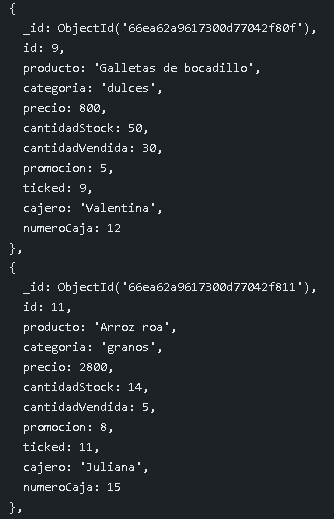 {
_id: ObjectId('66ea62a9617300d77042f80f'),
id: 9,
producto: 'Galletas de bocadillo',
categoria: 'dulces',
precio: 800,
cantidadStock: 50,
cantidadVendida: 30,
promocion: 5,
ticked: 9,
cajero: 'Valentina',
numeroCaja: 12
},
{
_id: ObjectId('66ea62a9617300d77042f811'),
id: 11,
producto: 'Arroz roa',
categoria: 'granos',
precio: 2800,
cantidadStock: 14,
cantidadVendida: 5,
promocion: 8,
ticked: 11,
cajero: 'Juliana',
numeroCaja: 15
},